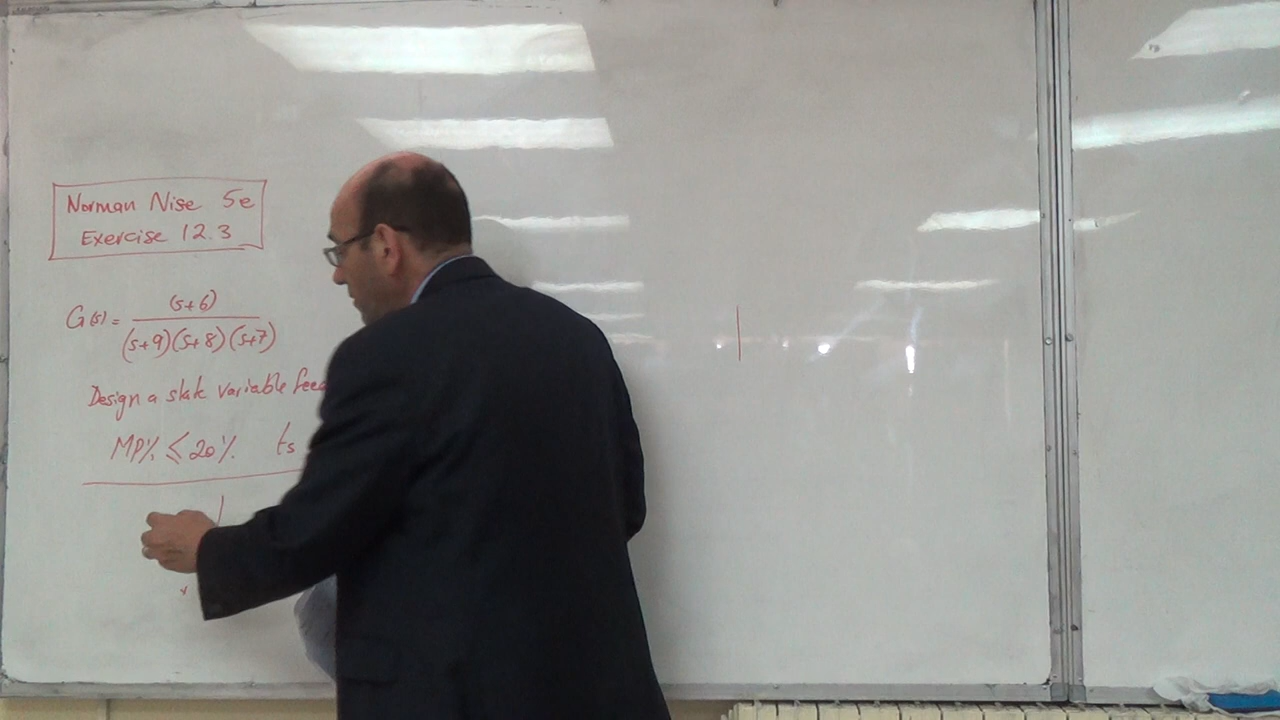 Norman Nise 5e
Exercise 12.3
G(s) = (s+6)
(s+9)(s+8)(s+7)
Design a state variable feed
MP% ≤ 20% ts
x